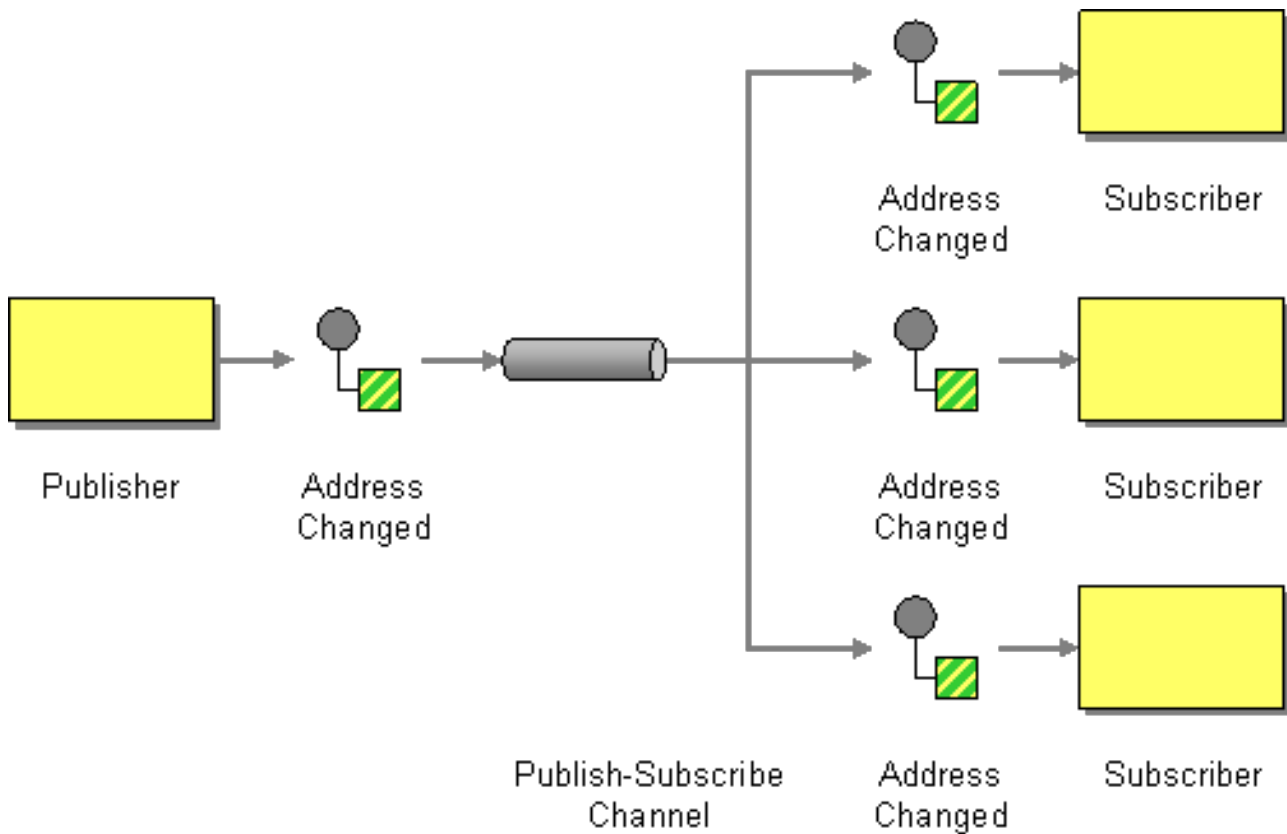 Address
Changed
Subscriber
Publisher
Address
Changed
Address
Changed
Subscriber
Publish-Subscribe
Channel
Address
Changed
Subscriber